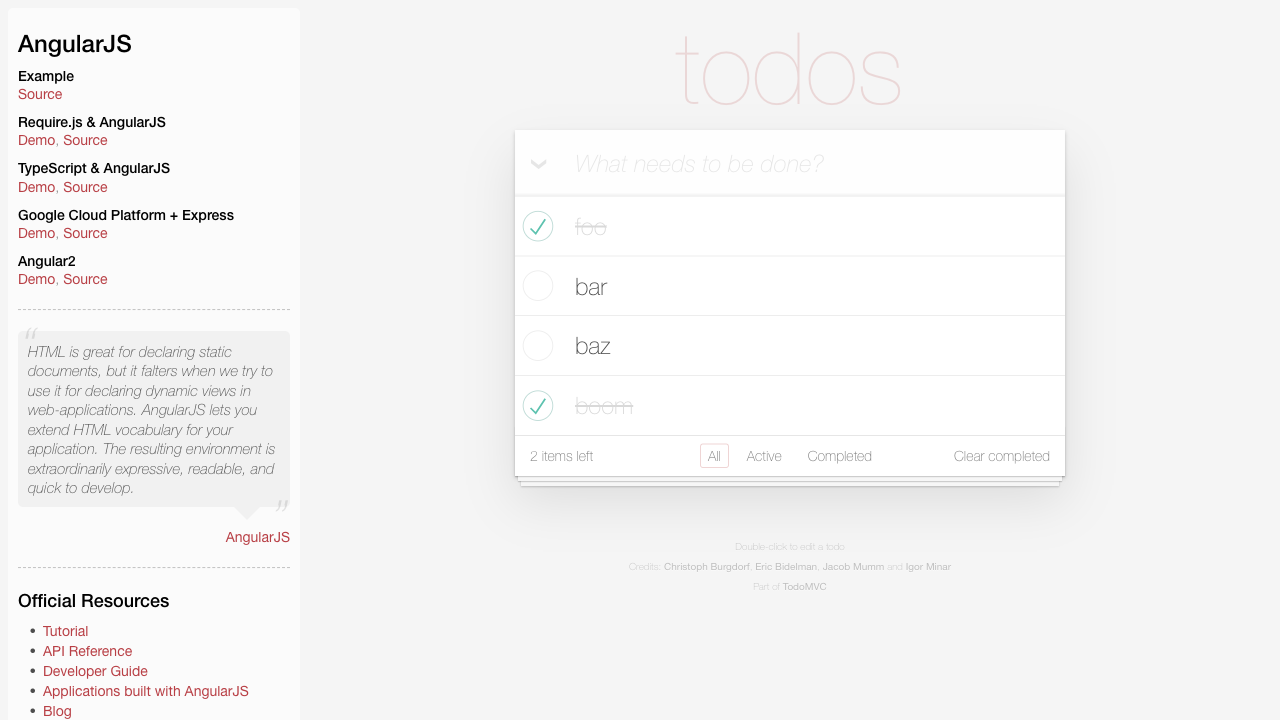 AngularJS
Example
Source
Require.js & AngularJS
Demo, Source
TypeScript & AngularJS
Demo, Source
Google Cloud Platform + Express
Demo, Source
Angular2
Demo, Source
“
HTML is great for declaring static
documents, but it falters when we try to
use it for declaring dynamic views in
web-applications. AngularJS lets you
extend HTML vocabulary for your
application. The resulting environment is
extraordinarily expressive, readable, and
quick to develop.
”
AngularJS
Official Resources
• Tutorial
• API Reference
• Developer Guide
• Applications built with AngularJS
• Blog
todos
What needs to be done?
foo
bar
baz
boom
2 items left All Active Completed Clear completed
Double-click to edit a todo
Credits: Christoph Burgdorf, Eric Bidelman, Jacob Mumm and Igor Minar
Part of TodoMVC